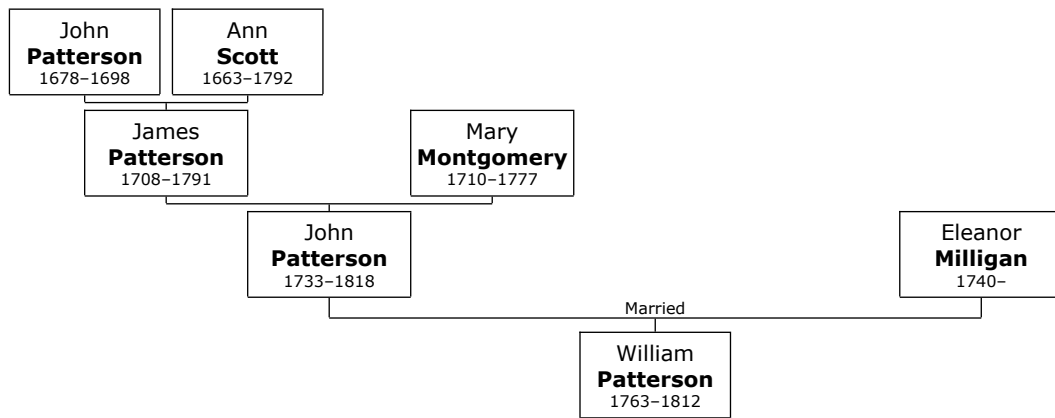 John
Patterson
1678–1698
Ann
Scott
1663–1792
James
Patterson
1708–1791
Mary
Montgomery
1710–1777
John
Patterson
1733–1818
Eleanor
Milligan
1740–
Married
William
Patterson
1763–1812